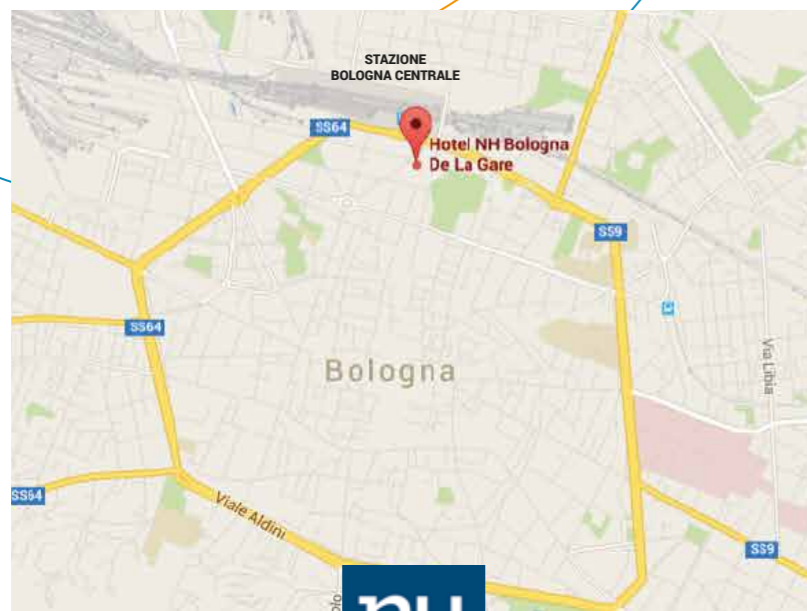 STAZIONE
BOLOGNA CENTRALE
SS64
Hotel NH Bologna
De La Gare
SS9
SS64
Via Libia
Bologna
SS64
Viale Aldini
SS9